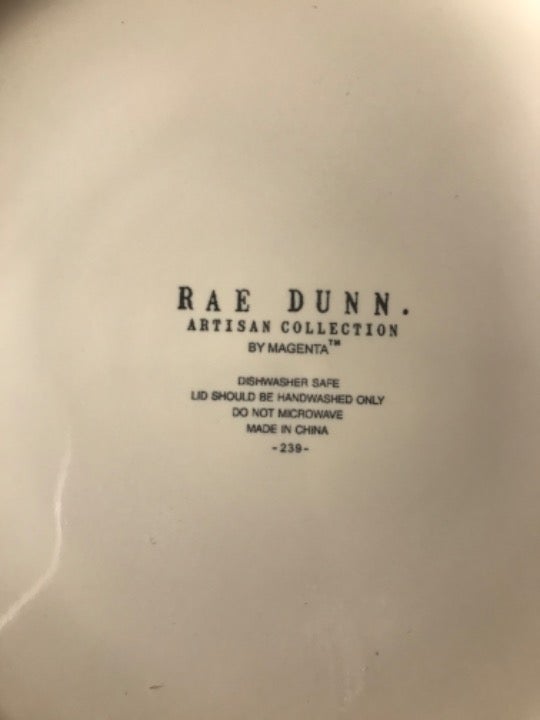 RAE DUNN.
ARTISAN COLLECTION
BY MAGENTA™
DISHWASHER SAFE
LID SHOULD BE HANDWASHED ONLY
DO NOT MICROWAVE
MADE IN CHINA
-239-